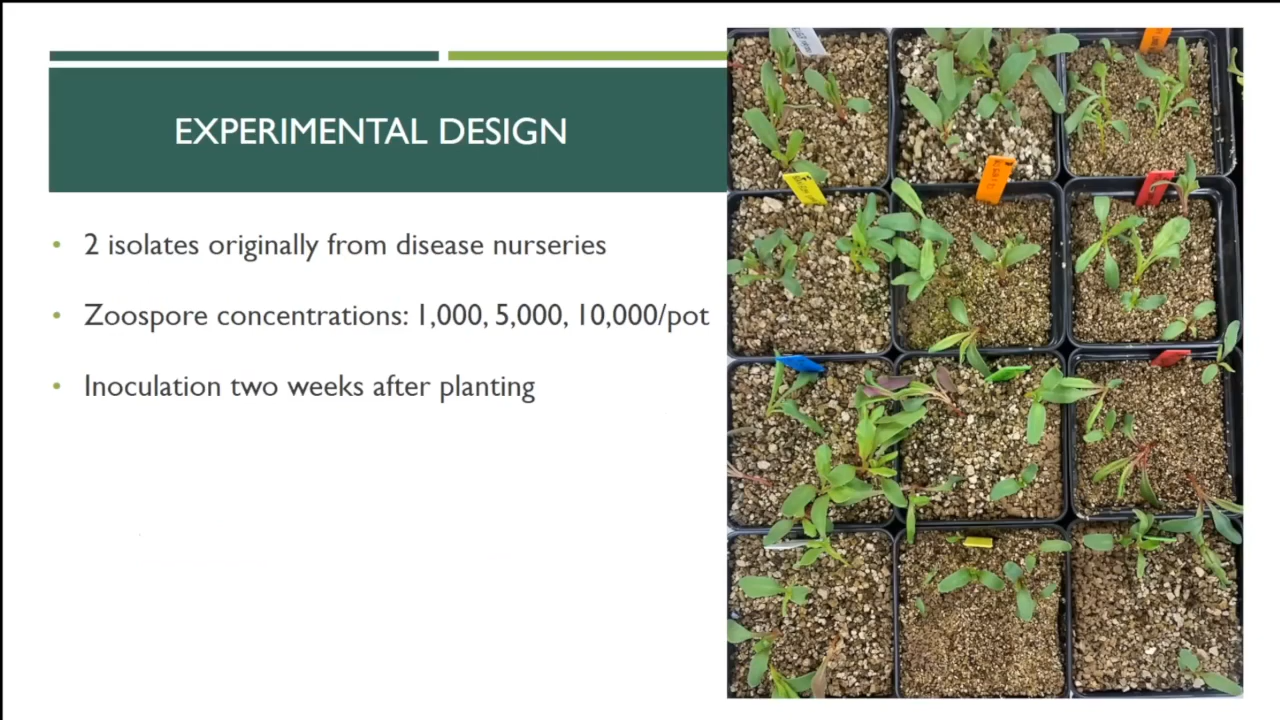 EXPERIMENTAL DESIGN
• 2 isolates originally from disease nurseries
• Zoospore concentrations: 1,000, 5,000, 10,000/pot
• Inoculation two weeks after planting